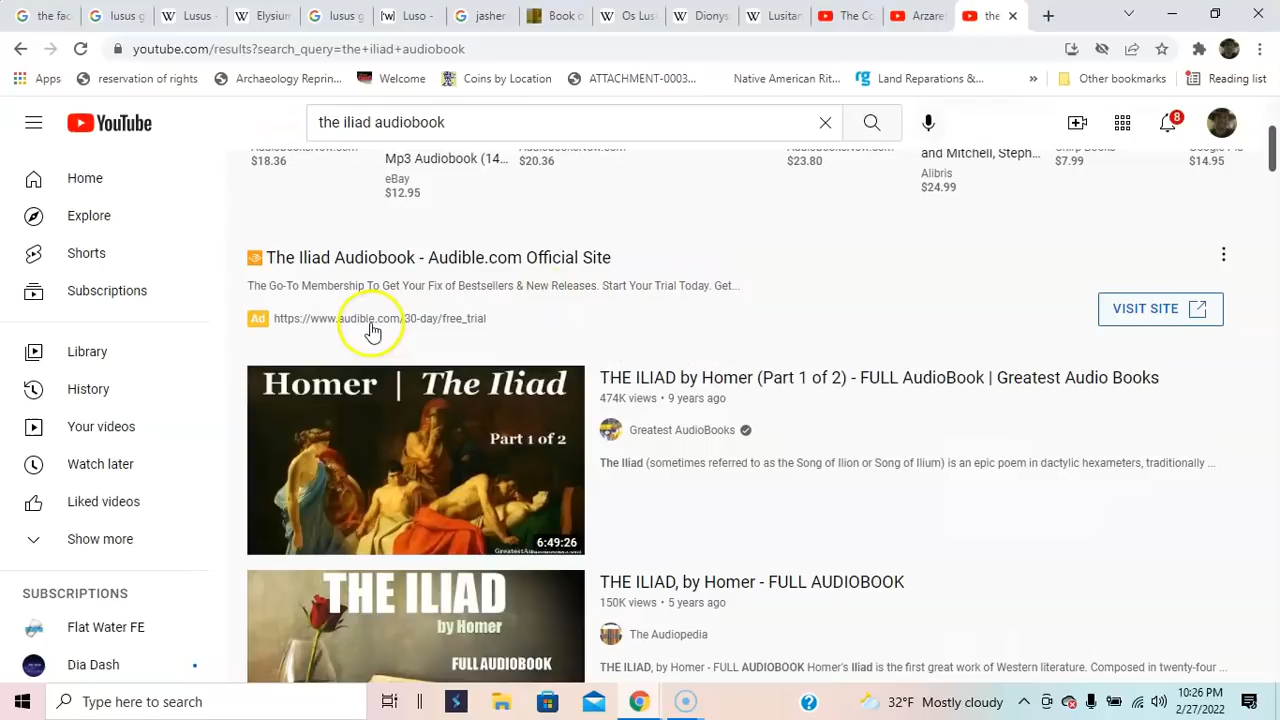 the fac
lusus g
Lusus -
Elyriun
lusus g
Luso -
jasher
Book o
Os Lus
Dionys
Lusitar
The Co
Arzare
the
youtube.com/results?search_query=the+iliad+audiobook
Apps
reservation of rights
Archaeology Reprin...
Welcome
Coins by Location
ATTACHMENT-0003...
Native American Rit...
Land Reparations &...
»
Other bookmarks
Reading list
YouTube
the iliad audiobook
8
$18.36
Mp3 Audiobook (14...
eBay
$12.95
$20.36
$23.80
and Mitchell, Steph...
Alibris
$24.99
$7.99
$14.95
Home
Explore
Shorts
Subscriptions
Library
History
Your videos
Watch later
Liked videos
Show more
SUBSCRIPTIONS
Flat Water FE
Dia Dash
The Iliad Audiobook - Audible.com Official Site
The Go-To Membership To Get Your Fix of Bestsellers & New Releases. Start Your Trial Today. Get...
Ad https://www.audible.com/30-day/free_trial
VISIT SITE
Homer | The Iliad
Part 1 of 2
GreatestAudioBooks
6:49:26
THE ILIAD by Homer (Part 1 of 2) - FULL AudioBook | Greatest Audio Books
474K views • 9 years ago
Greatest AudioBooks
The Iliad (sometimes referred to as the Song of Ilion or Song of Ilium) is an epic poem in dactylic hexameters, traditionally ...
THE ILIAD
by Homer
FULL AUDIOBOOK
THE ILIAD, by Homer - FULL AUDIOBOOK
150K views • 5 years ago
The Audiopedia
THE ILIAD, by Homer - FULL AUDIOBOOK Homer's Iliad is the first great work of Western literature. Composed in twenty-four ...
Type here to search
32°F Mostly cloudy
10:26 PM
2/27/2022